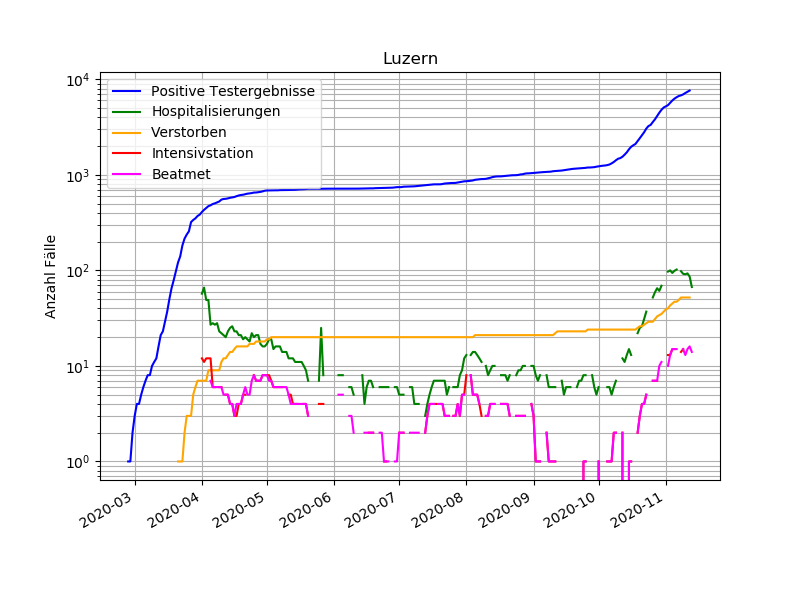 Luzern
Anzahl Fälle
10^4
10^3
10^2
10^1
10^0
Positive Testergebnisse
Hospitalisierungen
Verstorben
Intensivstation
Beatmet
2020-03
2020-04
2020-05
2020-06
2020-07
2020-08
2020-09
2020-10
2020-11